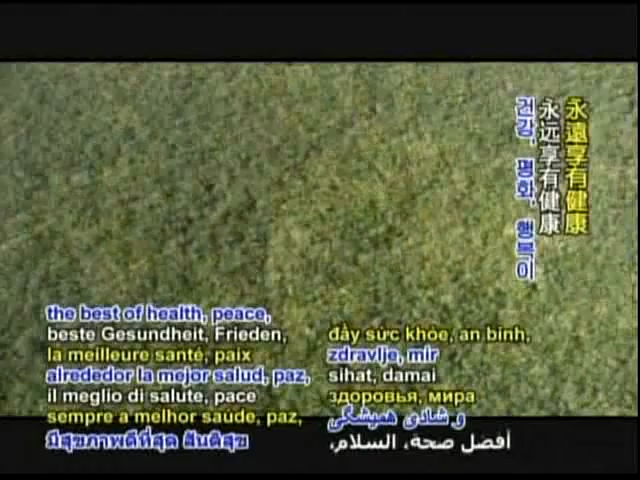 永遠享有健康
永远享有健康
건강, 평화, 행복이
the best of health, peace,
beste Gesundheit, Frieden,
la meilleure santé, paix
alrededor la mejor salud, paz,
il meglio di salute, pace
sempre a melhor saúde, paz,
มีสุขภาพดีที่สุด สันติสุข
đầy sức khỏe, an bình,
zdravlje, mir
sihat, damai
здоровья, мира
و شادی همیشگی
أفضل صحة، السلام,